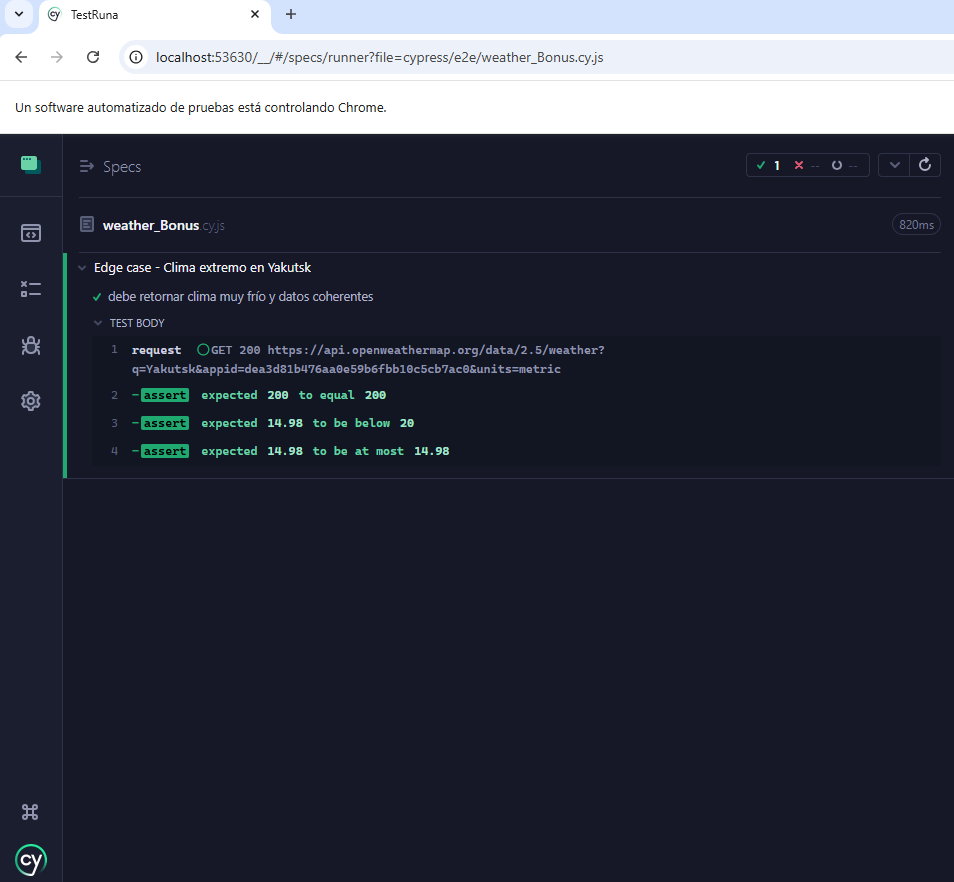 TestRuna
localhost:53630/__/#/specs/runner?file=cypress/e2e/weather_Bonus.cy.js
Un software automatizado de pruebas está controlando Chrome.
Specs
1 -- --
weather_Bonus.cy.js
820ms
Edge case - Clima extremo en Yakutsk
debe retornar clima muy frío y datos coherentes
TEST BODY
1 request GET 200 https://api.openweathermap.org/data/2.5/weather?
q=Yakutsk&appid=dea3d81b476aa0e59b6fbb10c5cb7ac0&units=metric
2 -assert expected 200 to equal 200
3 -assert expected 14.98 to be below 20
4 -assert expected 14.98 to be at most 14.98
cy